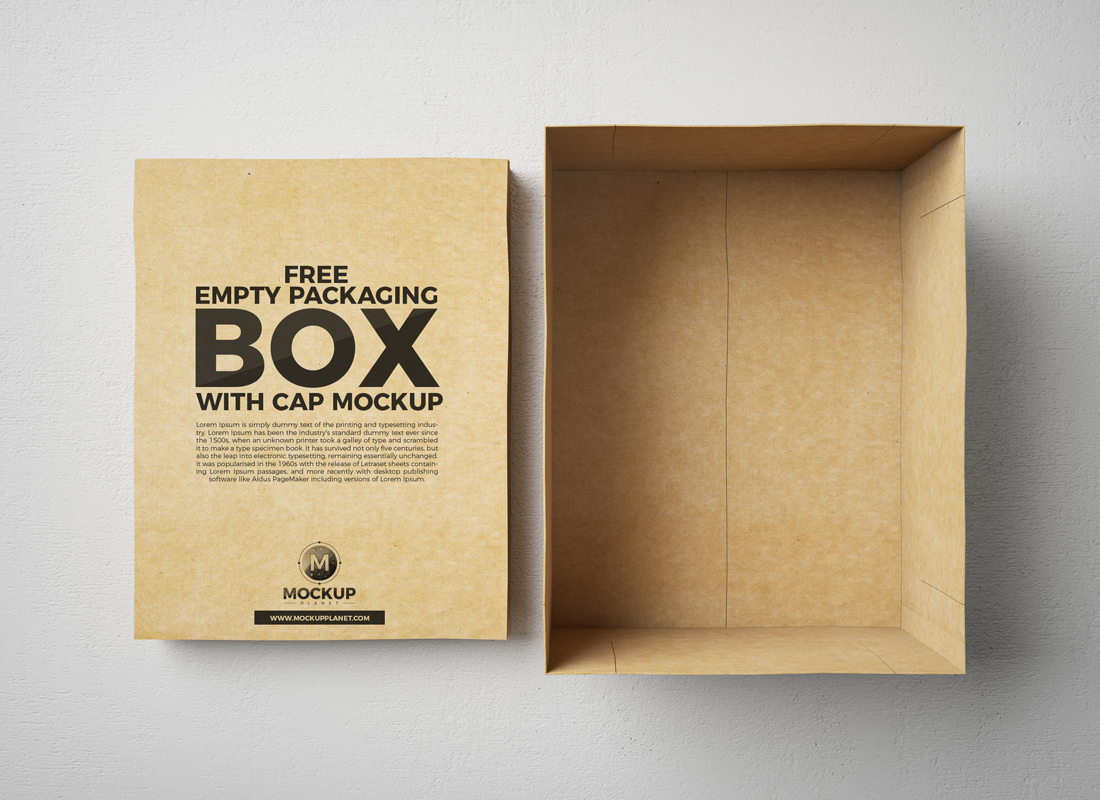 FREE
EMPTY PACKAGING
BOX
WITH CAP MOCKUP
Lorem Ipsum is simply dummy text of the printing and typesetting indus-
try. Lorem Ipsum has been the industry's standard dummy text ever since
the 1500s, when an unknown printer took a galley of type and scrambled
it to make a type specimen book. It has survived not only five centuries, but
also the leap into electronic typesetting, remaining essentially unchanged.
It was popularised in the 1960s with the release of Letraset sheets contain-
ing Lorem Ipsum passages, and more recently with desktop publishing
software like Aldus PageMaker including versions of Lorem Ipsum.
M
MOCKUP
PLANET
WWW.MOCKUPPLANET.COM